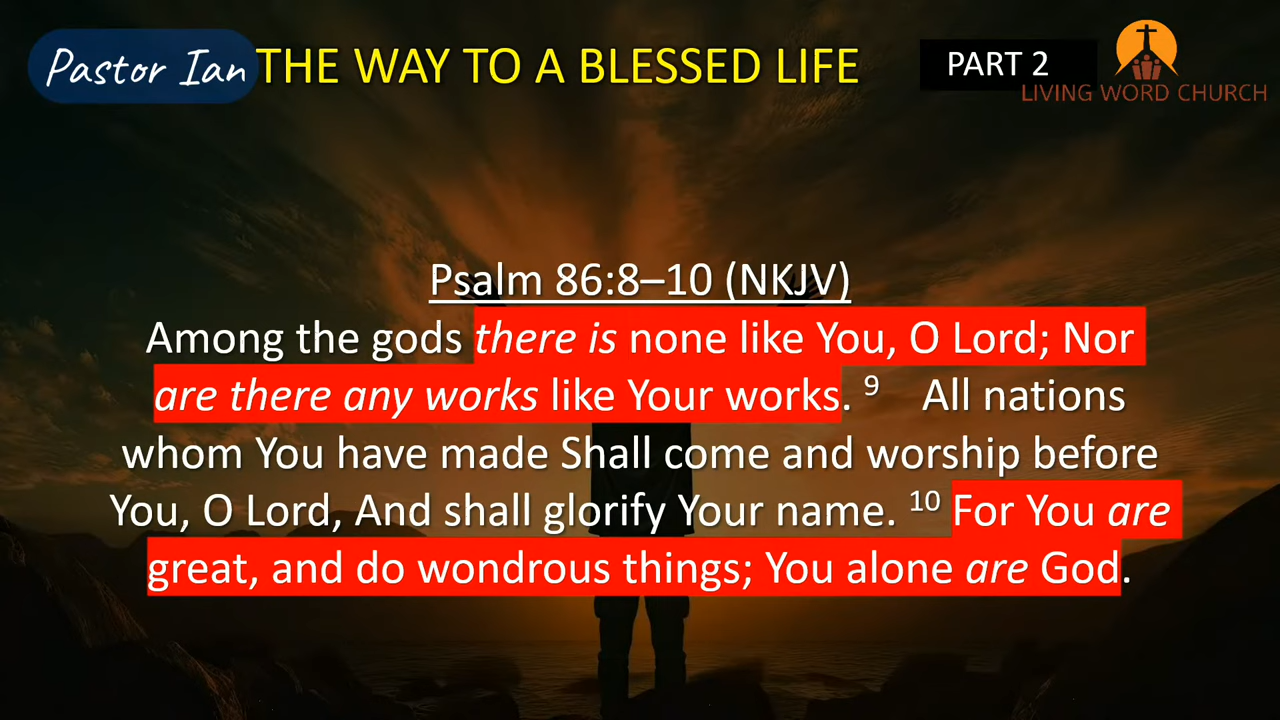 Pastor Ian
THE WAY TO A BLESSED LIFE
PART 2
LIVING WORD CHURCH
Psalm 86:8–10 (NKJV)
Among the gods there is none like You, O Lord; Nor
are there any works like Your works. 9 All nations
whom You have made Shall come and worship before
You, O Lord, And shall glorify Your name. 10 For You are
great, and do wondrous things; You alone are God.